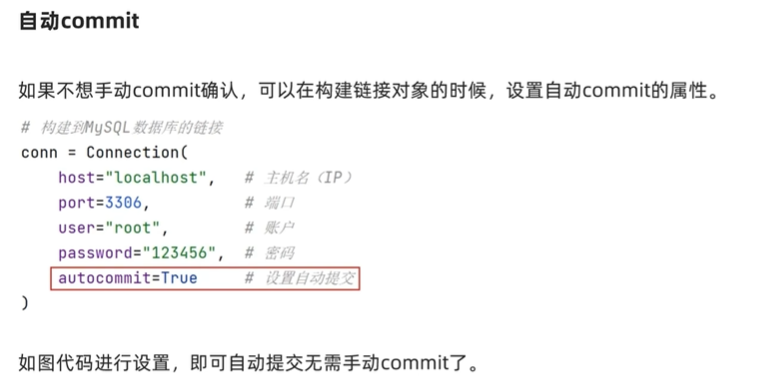 自动commit
如果不想手动commit确认，可以在构建链接对象的时候，设置自动commit的属性。
# 构建到MySQL数据库的链接
conn = Connection(
    host="localhost",   # 主机名（IP）
    port=3306,          # 端口
    user="root",        # 账户
    password="123456",  # 密码
    autocommit=True     # 设置自动提交
)
如图代码进行设置，即可自动提交无需手动commit了。